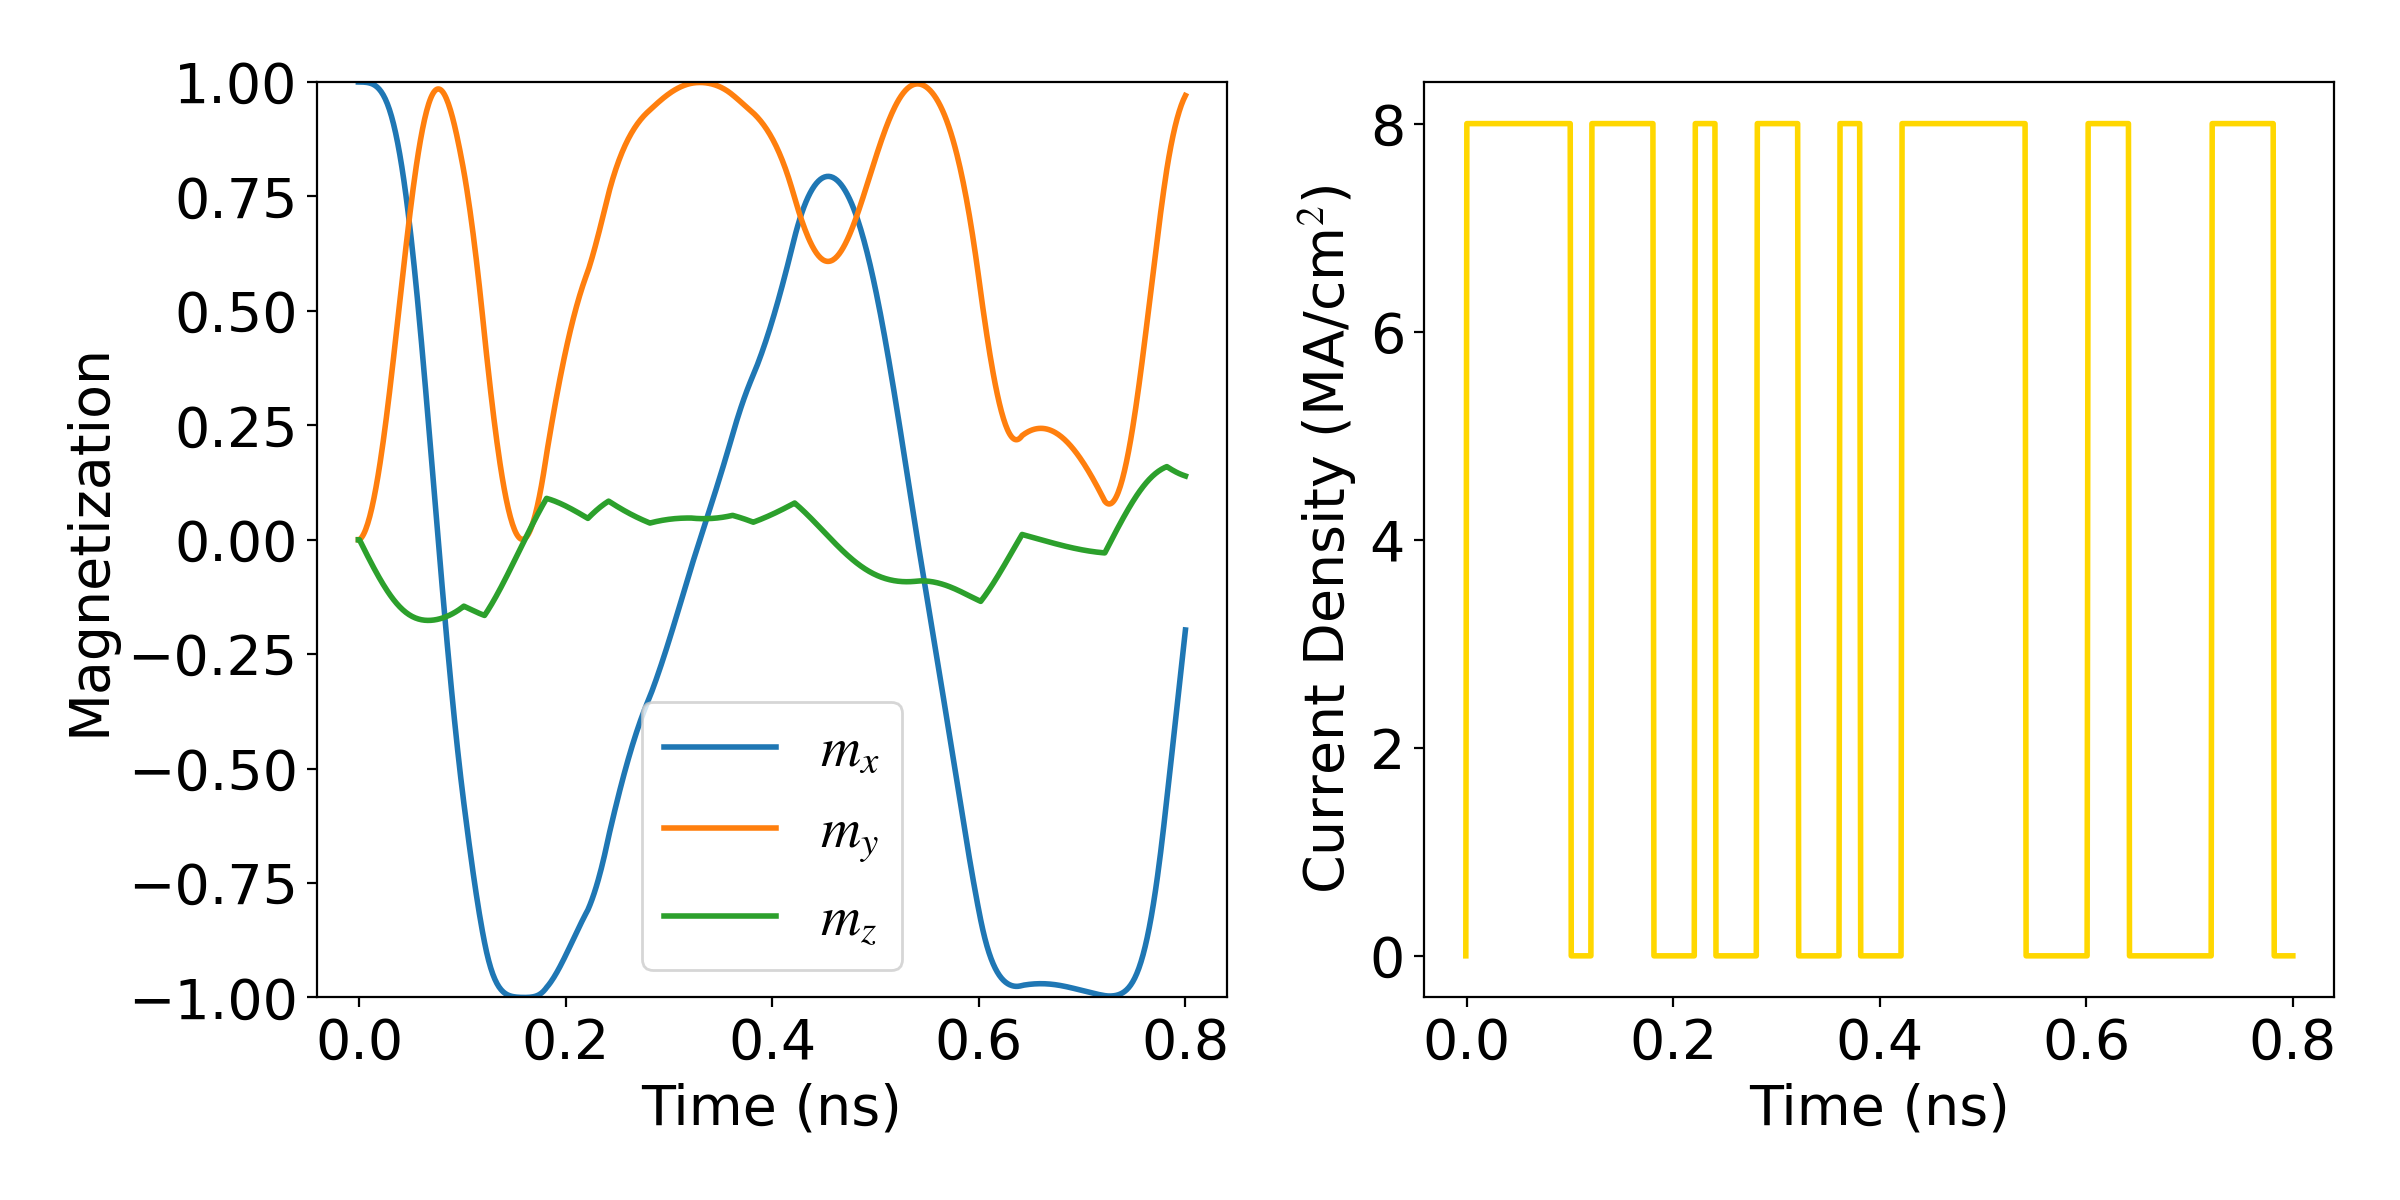 Magnetization
1.00
0.75
0.50
0.25
0.00
−0.25
−0.50
−0.75
−1.00
0.0 0.2 0.4 0.6 0.8
Time (ns)
m_x
m_y
m_z
Current Density (MA/cm²)
8
6
4
2
0
0.0 0.2 0.4 0.6 0.8
Time (ns)